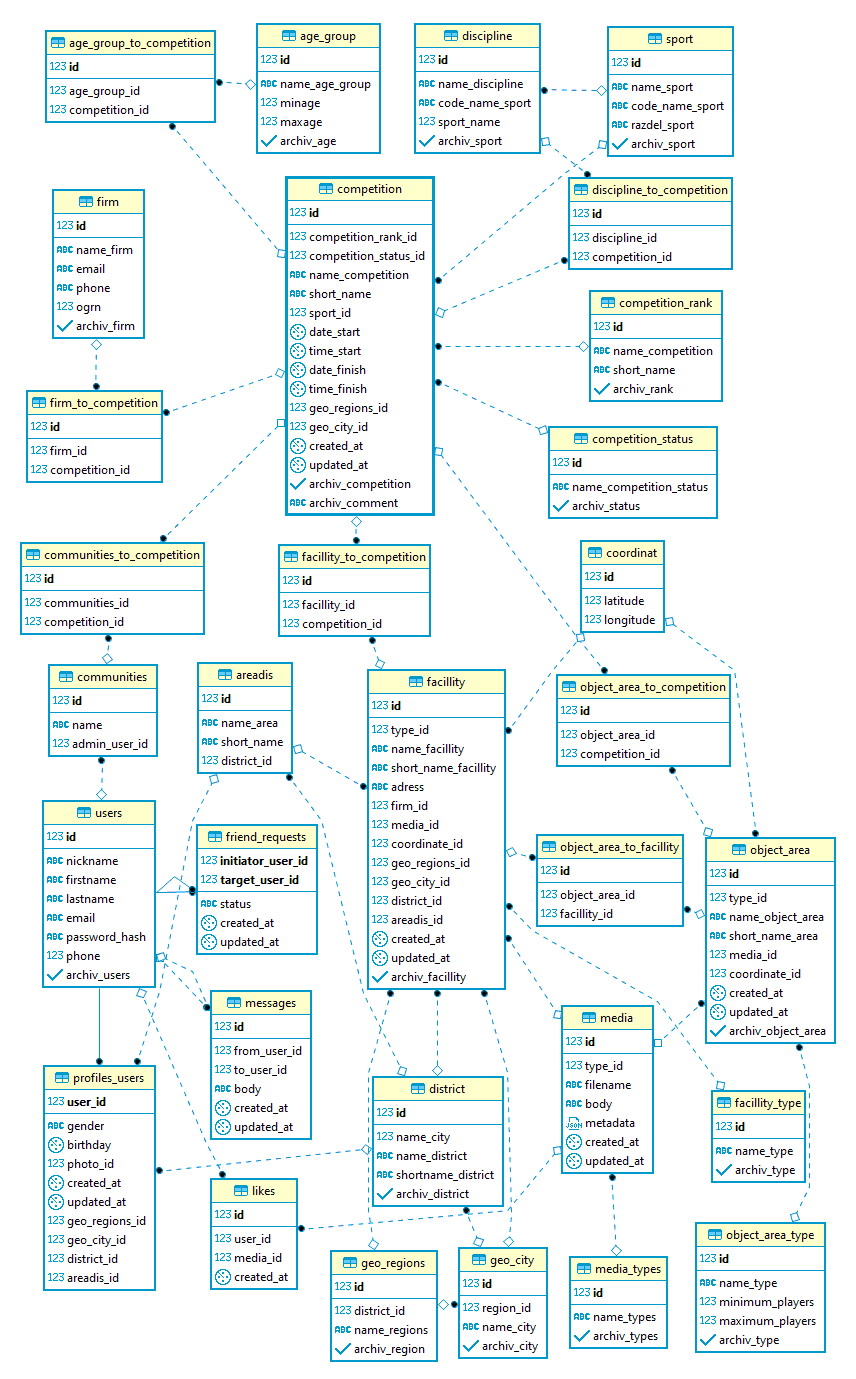 age_group_to_competition
123 id
123 age_group_id
123 competition_id
age_group
123 id
ABC name_age_group
123 minage
123 maxage
archiv_age
discipline
123 id
ABC name_discipline
ABC code_name_sport
123 sport_name
archiv_sport
sport
123 id
ABC name_sport
ABC code_name_sport
ABC razdel_sport
archiv_sport
firm
123 id
ABC name_firm
ABC email
ABC phone
123 ogrn
archiv_firm
competition
123 id
123 competition_rank_id
123 competition_status_id
ABC name_competition
ABC short_name
123 sport_id
date_start
time_start
date_finish
time_finish
123 geo_regions_id
123 geo_city_id
created_at
updated_at
archiv_competition
ABC archiv_comment
discipline_to_competition
123 id
123 discipline_id
123 competition_id
competition_rank
123 id
ABC name_competition
ABC short_name
archiv_rank
firm_to_competition
123 id
123 firm_id
123 competition_id
competition_status
123 id
ABC name_competition_status
archiv_status
communities_to_competition
123 id
123 communities_id
123 competition_id
facillity_to_competition
123 id
123 facillity_id
123 competition_id
coordinat
123 id
123 latitude
123 longitude
communities
123 id
ABC name
123 admin_user_id
areadis
123 id
ABC name_area
ABC short_name
123 district_id
facillity
123 id
123 type_id
ABC name_facillity
ABC short_name_facillity
ABC adress
123 firm_id
123 media_id
123 coordinate_id
123 geo_regions_id
123 geo_city_id
123 district_id
123 areadis_id
created_at
updated_at
archiv_facillity
object_area_to_competition
123 id
123 object_area_id
123 competition_id
users
123 id
ABC nickname
ABC firstname
ABC lastname
ABC email
ABC password_hash
123 phone
archiv_users
friend_requests
123 initiator_user_id
123 target_user_id
ABC status
created_at
updated_at
object_area_to_facillity
123 id
123 object_area_id
123 facillity_id
object_area
123 id
123 type_id
ABC name_object_area
ABC short_name_area
123 media_id
123 coordinate_id
created_at
updated_at
archiv_object_area
messages
123 id
123 from_user_id
123 to_user_id
ABC body
created_at
updated_at
media
123 id
123 type_id
ABC filename
ABC body
JSON metadata
created_at
updated_at
profiles_users
123 user_id
ABC gender
birthday
123 photo_id
created_at
updated_at
123 geo_regions_id
123 geo_city_id
123 district_id
123 areadis_id
district
123 id
123 name_city
ABC name_district
ABC shortname_district
archiv_district
facillity_type
123 id
ABC name_type
archiv_type
likes
123 id
123 user_id
123 media_id
created_at
geo_regions
123 id
123 district_id
ABC name_regions
archiv_region
geo_city
123 id
123 region_id
ABC name_city
archiv_city
media_types
123 id
ABC name_types
archiv_types
object_area_type
123 id
ABC name_type
123 minimum_players
123 maximum_players
archiv_type